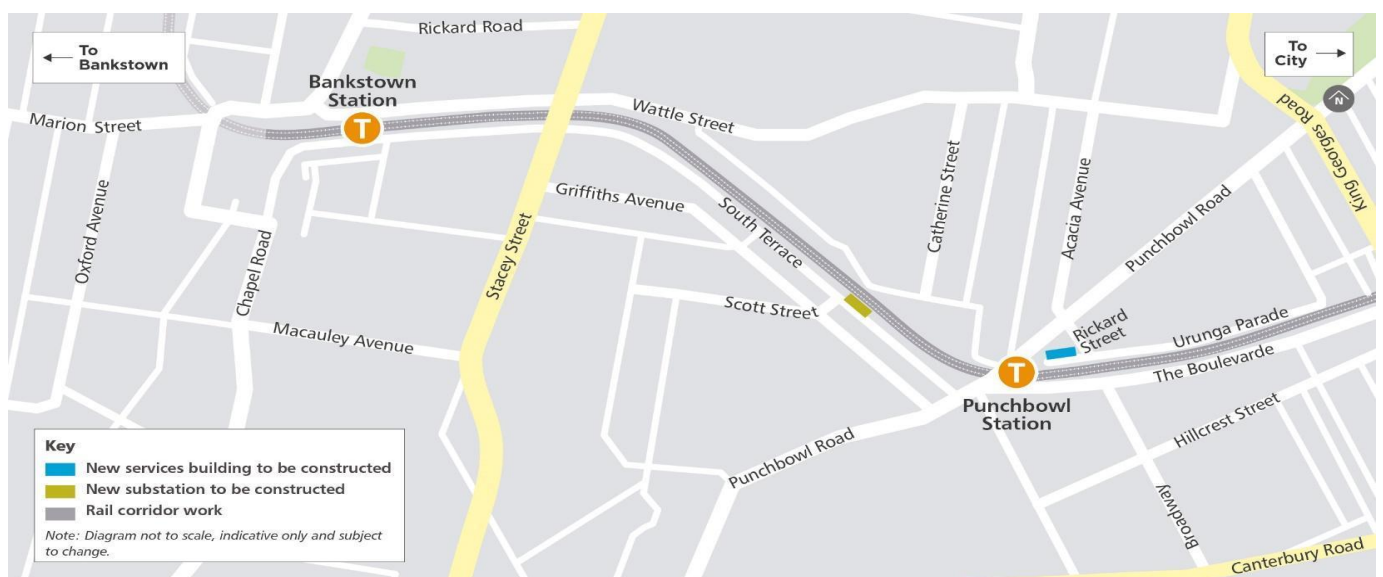 To
Bankstown
Rickard Road
To
City
Bankstown
Station
T
N
Marion Street
Wattle Street
King Georges Road
King Georges Road
Oxford Avenue
Chapel Road
Stacey Street
Griffiths Avenue
South Terrace
Catherine Street
Acacia Avenue
Punchbowl Road
Scott Street
Macauley Avenue
Rickard
Street
Urunga Parade
The Boulevarde
T
Punchbowl
Station
Hillcrest Street
Punchbowl Road
Broadway
Canterbury Road
Key
New services building to be constructed
New substation to be constructed
Rail corridor work
Note: Diagram not to scale, indicative only and subject
to change.